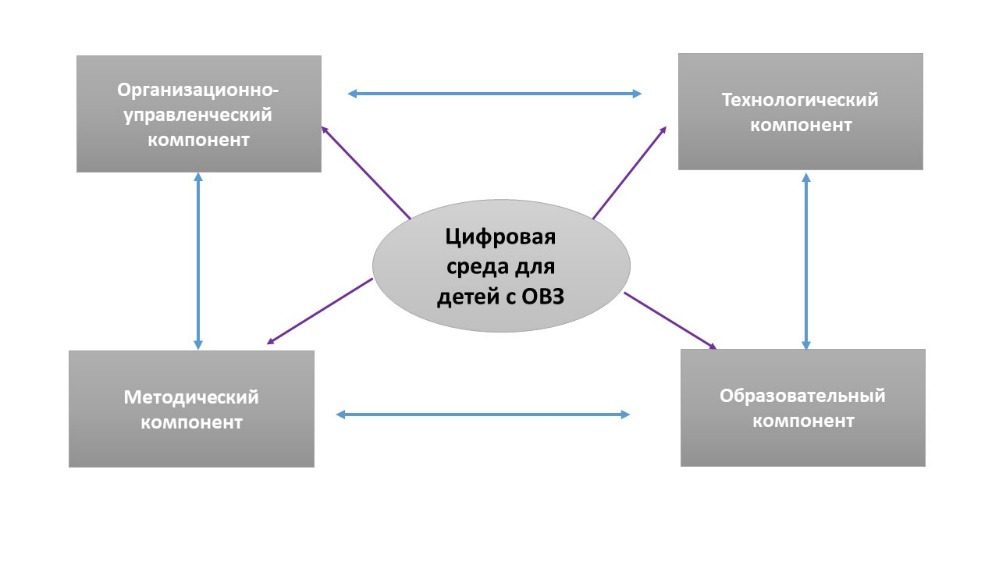 Организационно-
управленческий
компонент
Технологический
компонент
Цифровая
среда для
детей с ОВЗ
Методический
компонент
Образовательный
компонент